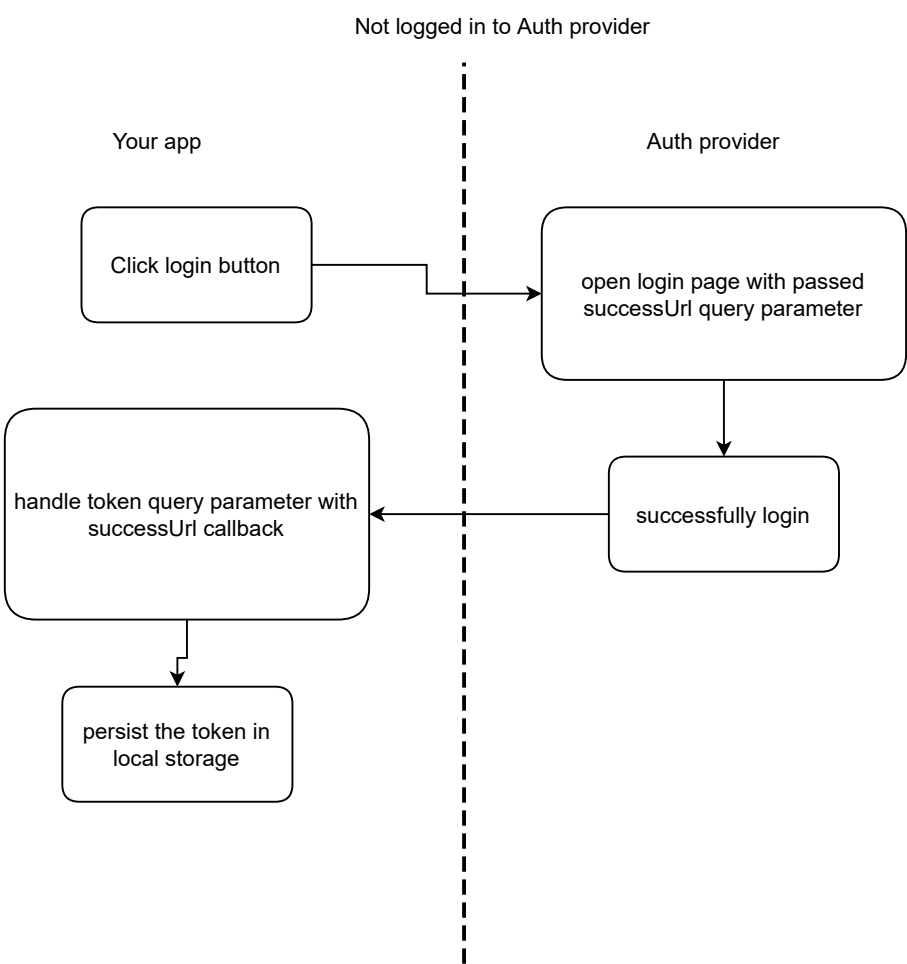 Not logged in to Auth provider
Your app
Auth provider
Click login button
open login page with passed
successUrl query parameter
handle token query parameter with
successUrl callback
successfully login
persist the token in
local storage